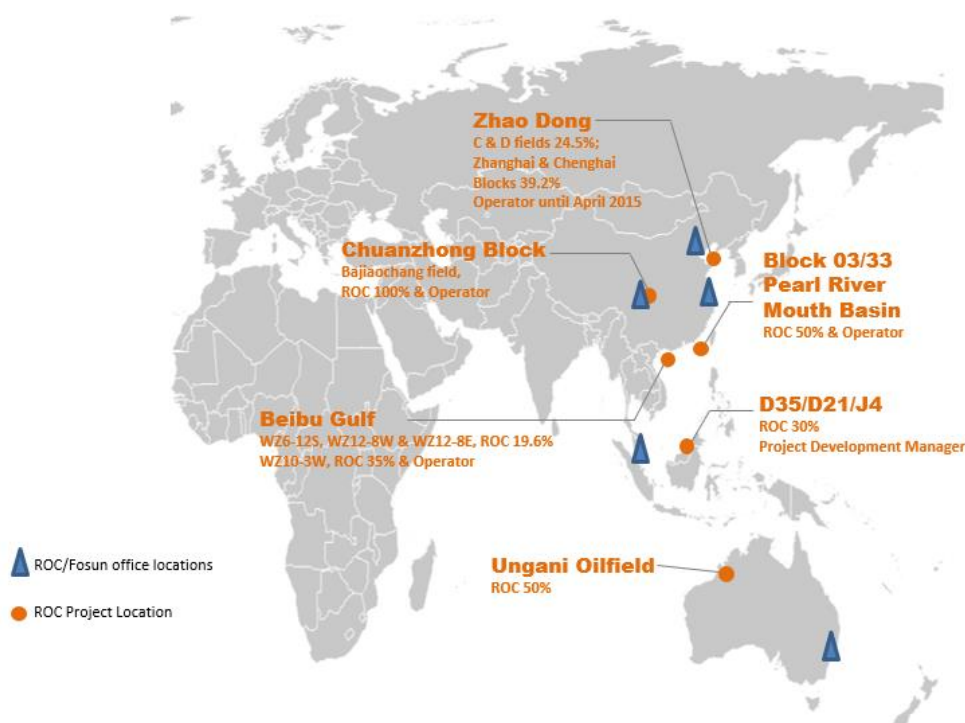 Zhao Dong
C & D fields 24.5%;
Zhanghai & Chenghai
Blocks 39.2%
Operator until April 2015
Chuanzhong Block
Bajiaochang field,
ROC 100% & Operator
Block 03/33
Pearl River
Mouth Basin
ROC 50% & Operator
Beibu Gulf
WZ6-12S, WZ12-8W & WZ12-8E, ROC 19.6%
WZ10-3W, ROC 35% & Operator
D35/D21/J4
ROC 30%
Project Development Manager
Ungani Oilfield
ROC 50%
ROC/Fosun office locations
ROC Project Location